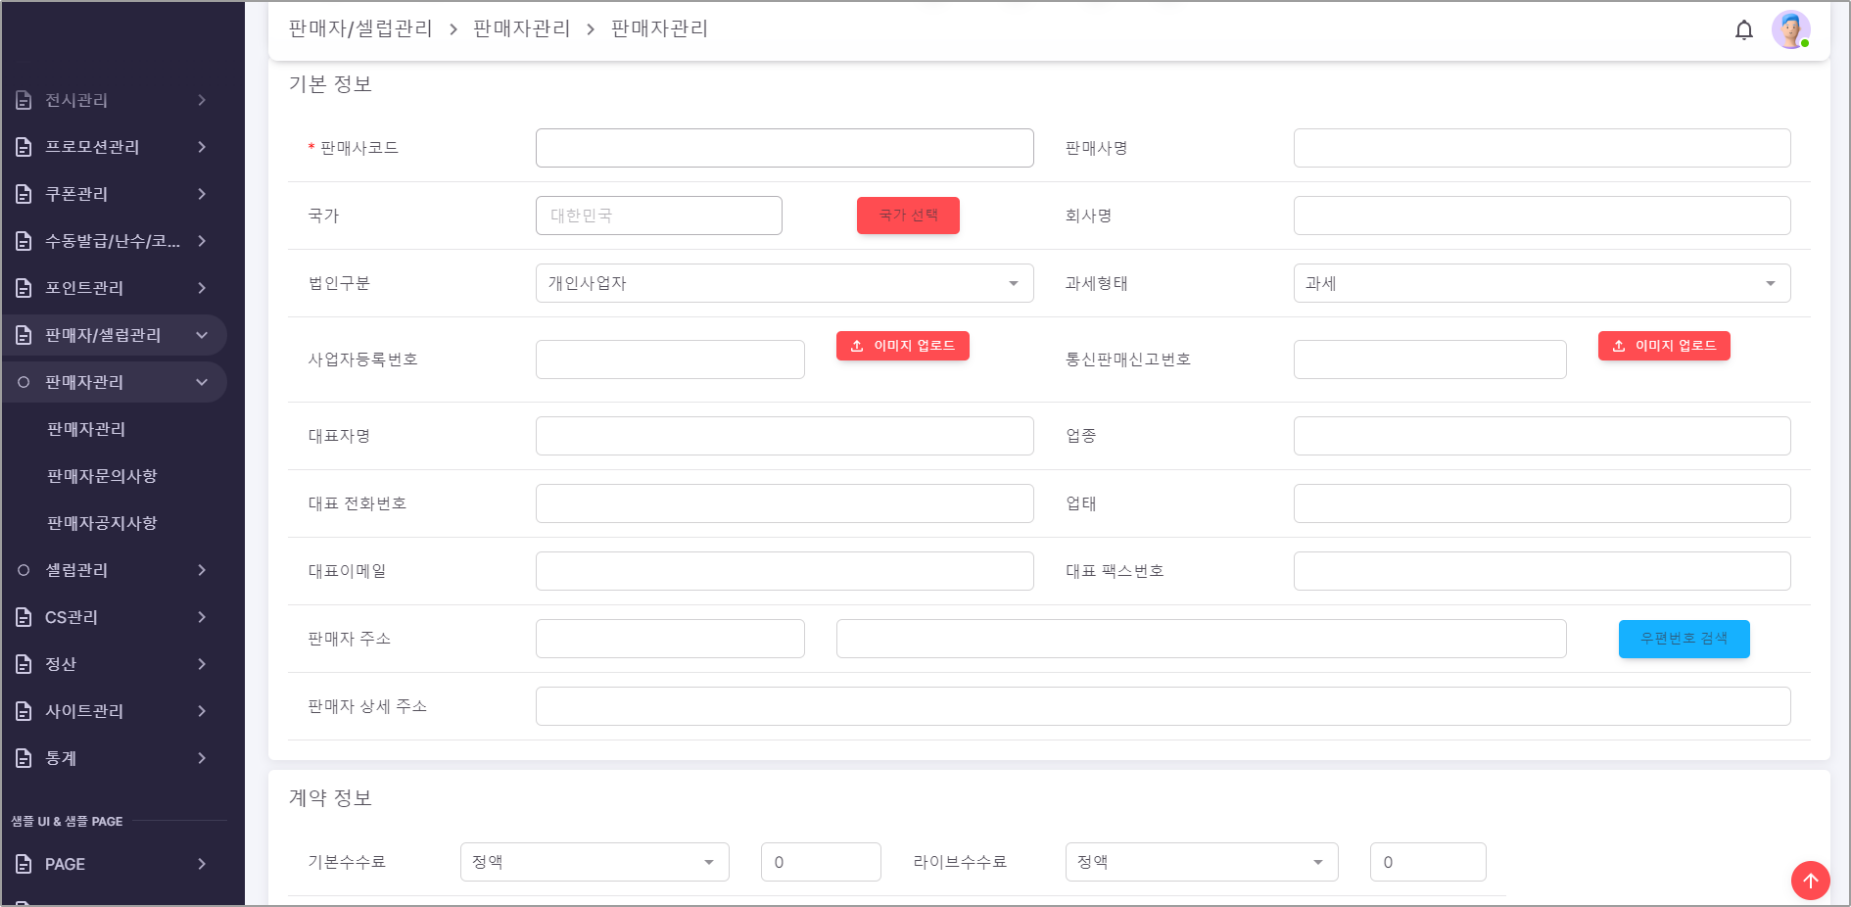 판매자/셀럽관리 > 판매자관리 > 판매자관리
전시관리
프로모션관리
쿠폰관리
수동발급/난수/코...
포인트관리
판매자/셀럽관리
판매자관리
판매자관리
판매자문의사항
판매자공지사항
셀럽관리
CS관리
정산
사이트관리
통계
샘플 UI & 샘플 PAGE
PAGE
기본 정보
* 판매사코드 판매사명
국가 대한민국 국가 선택 회사명
법인구분 개인사업자 과세형태 과세
사업자등록번호 이미지 업로드 통신판매신고번호 이미지 업로드
대표자명 업종
대표 전화번호 업태
대표이메일 대표 팩스번호
판매자 주소 우편번호 검색
판매자 상세 주소
계약 정보
기본수수료 정액 0 라이브수수료 정액 0